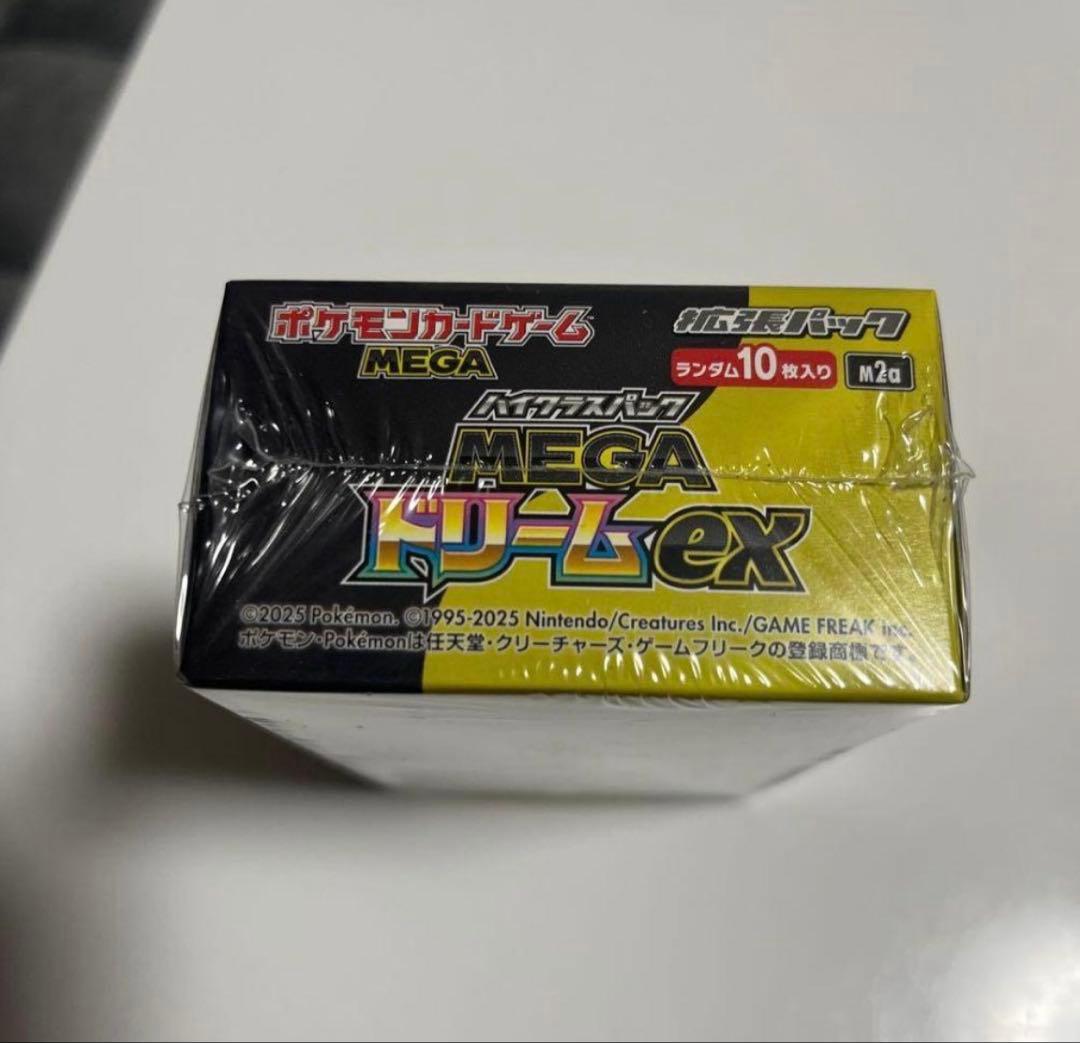 ポケモンカードゲーム
MEGA
拡張パック
ランダム10枚入り
M2a
ハイクラスパック
MEGA
ドリームex
©2025 Pokémon. ©1995-2025 Nintendo/Creatures Inc./GAME FREAK inc.
ポケモン・Pokémonは任天堂・クリーチャーズ・ゲームフリークの登録商標です。